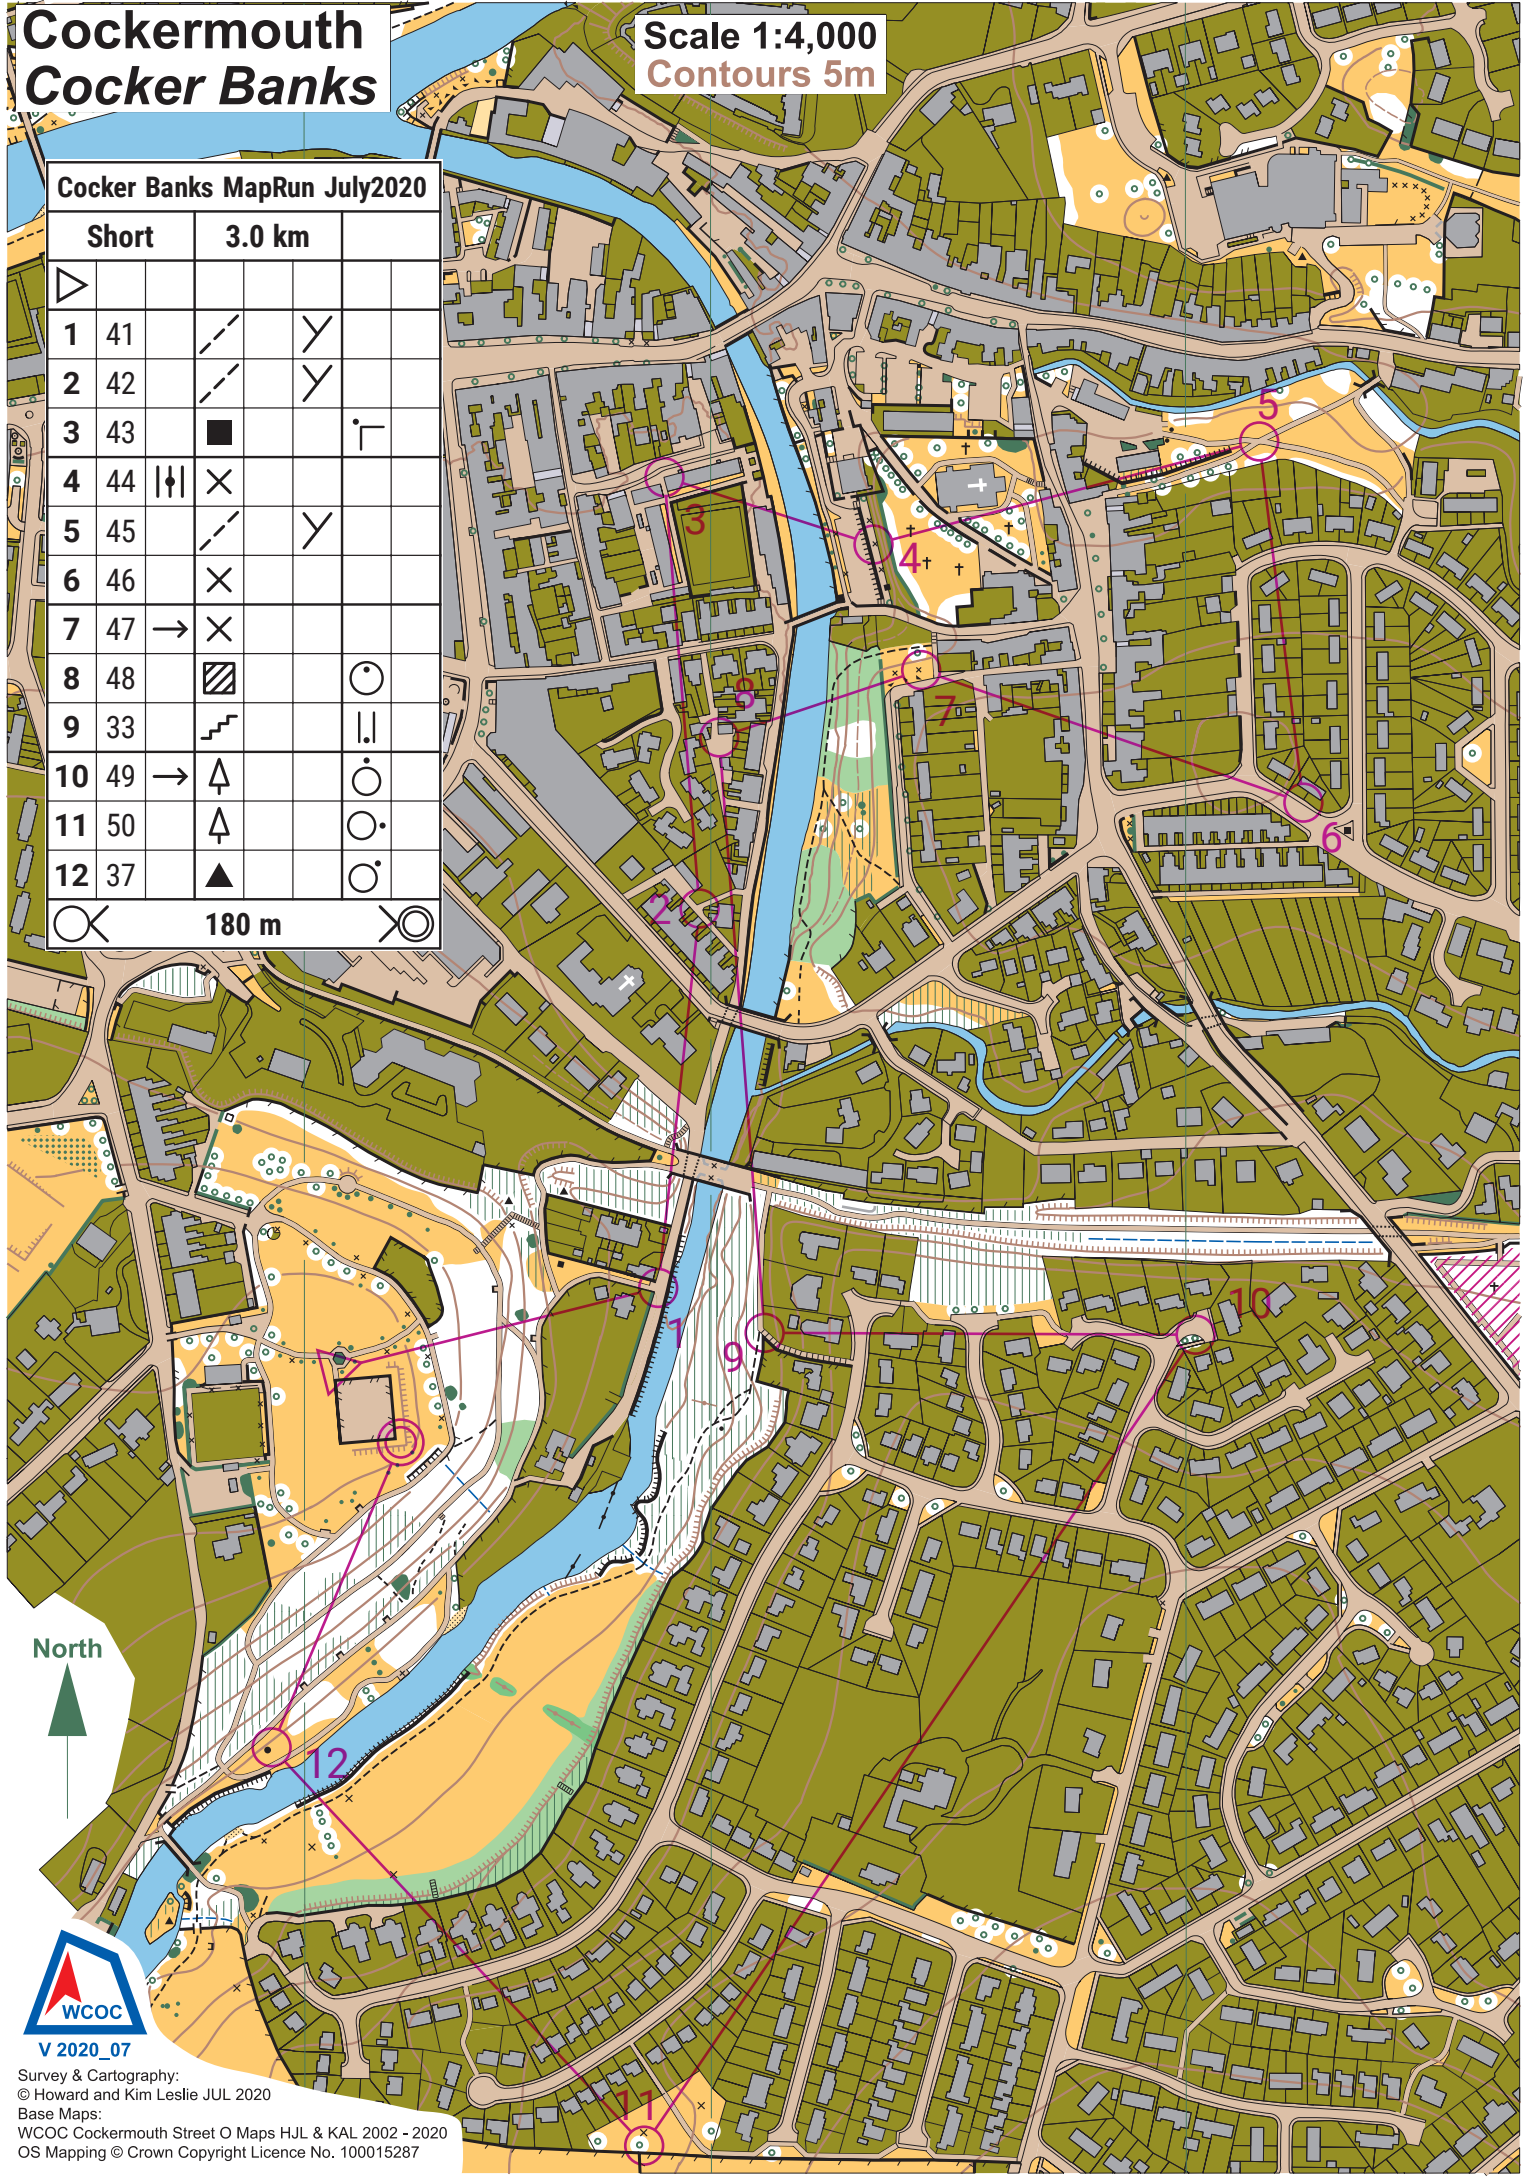 Cockermouth
Cocker Banks
Scale 1:4,000
Contours 5m
Cocker Banks MapRun July2020
Short 3.0 km
1 41
2 42
3 43
4 44
5 45
6 46
7 47
8 48
9 33
10 49
11 50
12 37
180 m
5
3
4
8
7
6
2
1
9
10
12
11
North
WCOC
V 2020_07
Survey & Cartography:
© Howard and Kim Leslie JUL 2020
Base Maps:
WCOC Cockermouth Street O Maps HJL & KAL 2002 - 2020
OS Mapping © Crown Copyright Licence No. 100015287